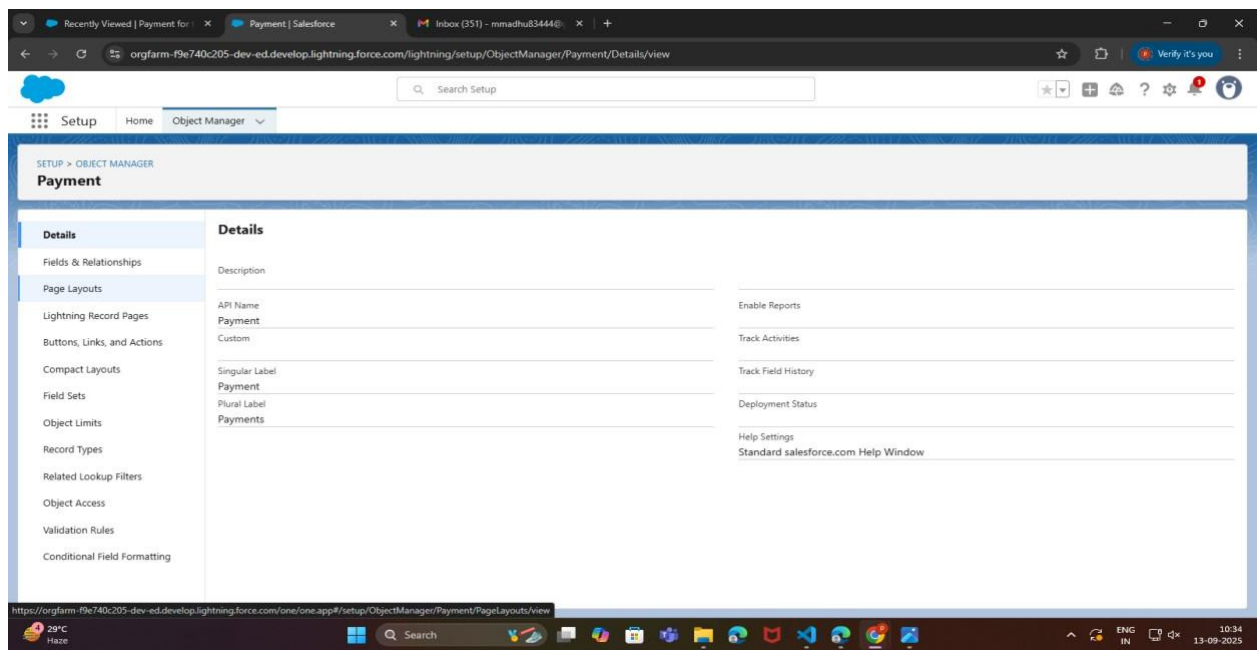 Recently Viewed | Payment for
Payment | Salesforce
Inbox (351) - mmadhu83444@
orgfarm-f9e740c205-dev-ed.develop.lightning.force.com/lightning/setup/ObjectManager/Payment/Details/view
Verify it's you
Search Setup
Setup
Home
Object Manager
SETUP > OBJECT MANAGER
Payment
Details
Fields & Relationships
Page Layouts
Lightning Record Pages
Buttons, Links, and Actions
Compact Layouts
Field Sets
Object Limits
Record Types
Related Lookup Filters
Object Access
Validation Rules
Conditional Field Formatting
Details
Description
API Name
Payment
Custom
Singular Label
Payment
Plural Label
Payments
Enable Reports
Track Activities
Track Field History
Deployment Status
Help Settings
Standard salesforce.com Help Window
https://orgfarm-f9e740c205-dev-ed.develop.lightning.force.com/one/one.app#/setup/ObjectManager/Payment/PageLayouts/view
4
29°C
Haze
Search
ENG
IN
10:34
13-09-2025